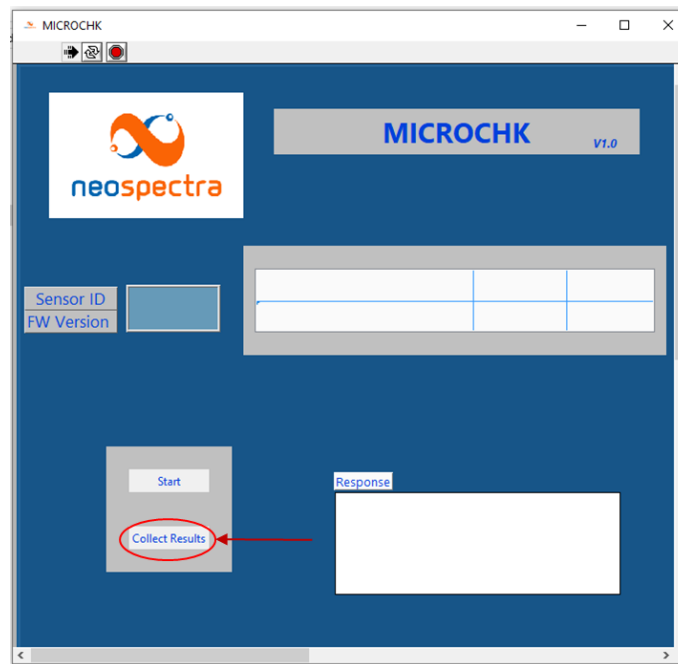 MICROCHK
neospectra
MICROCHK V1.0
Sensor ID
FW Version
Start
Response
Collect Results